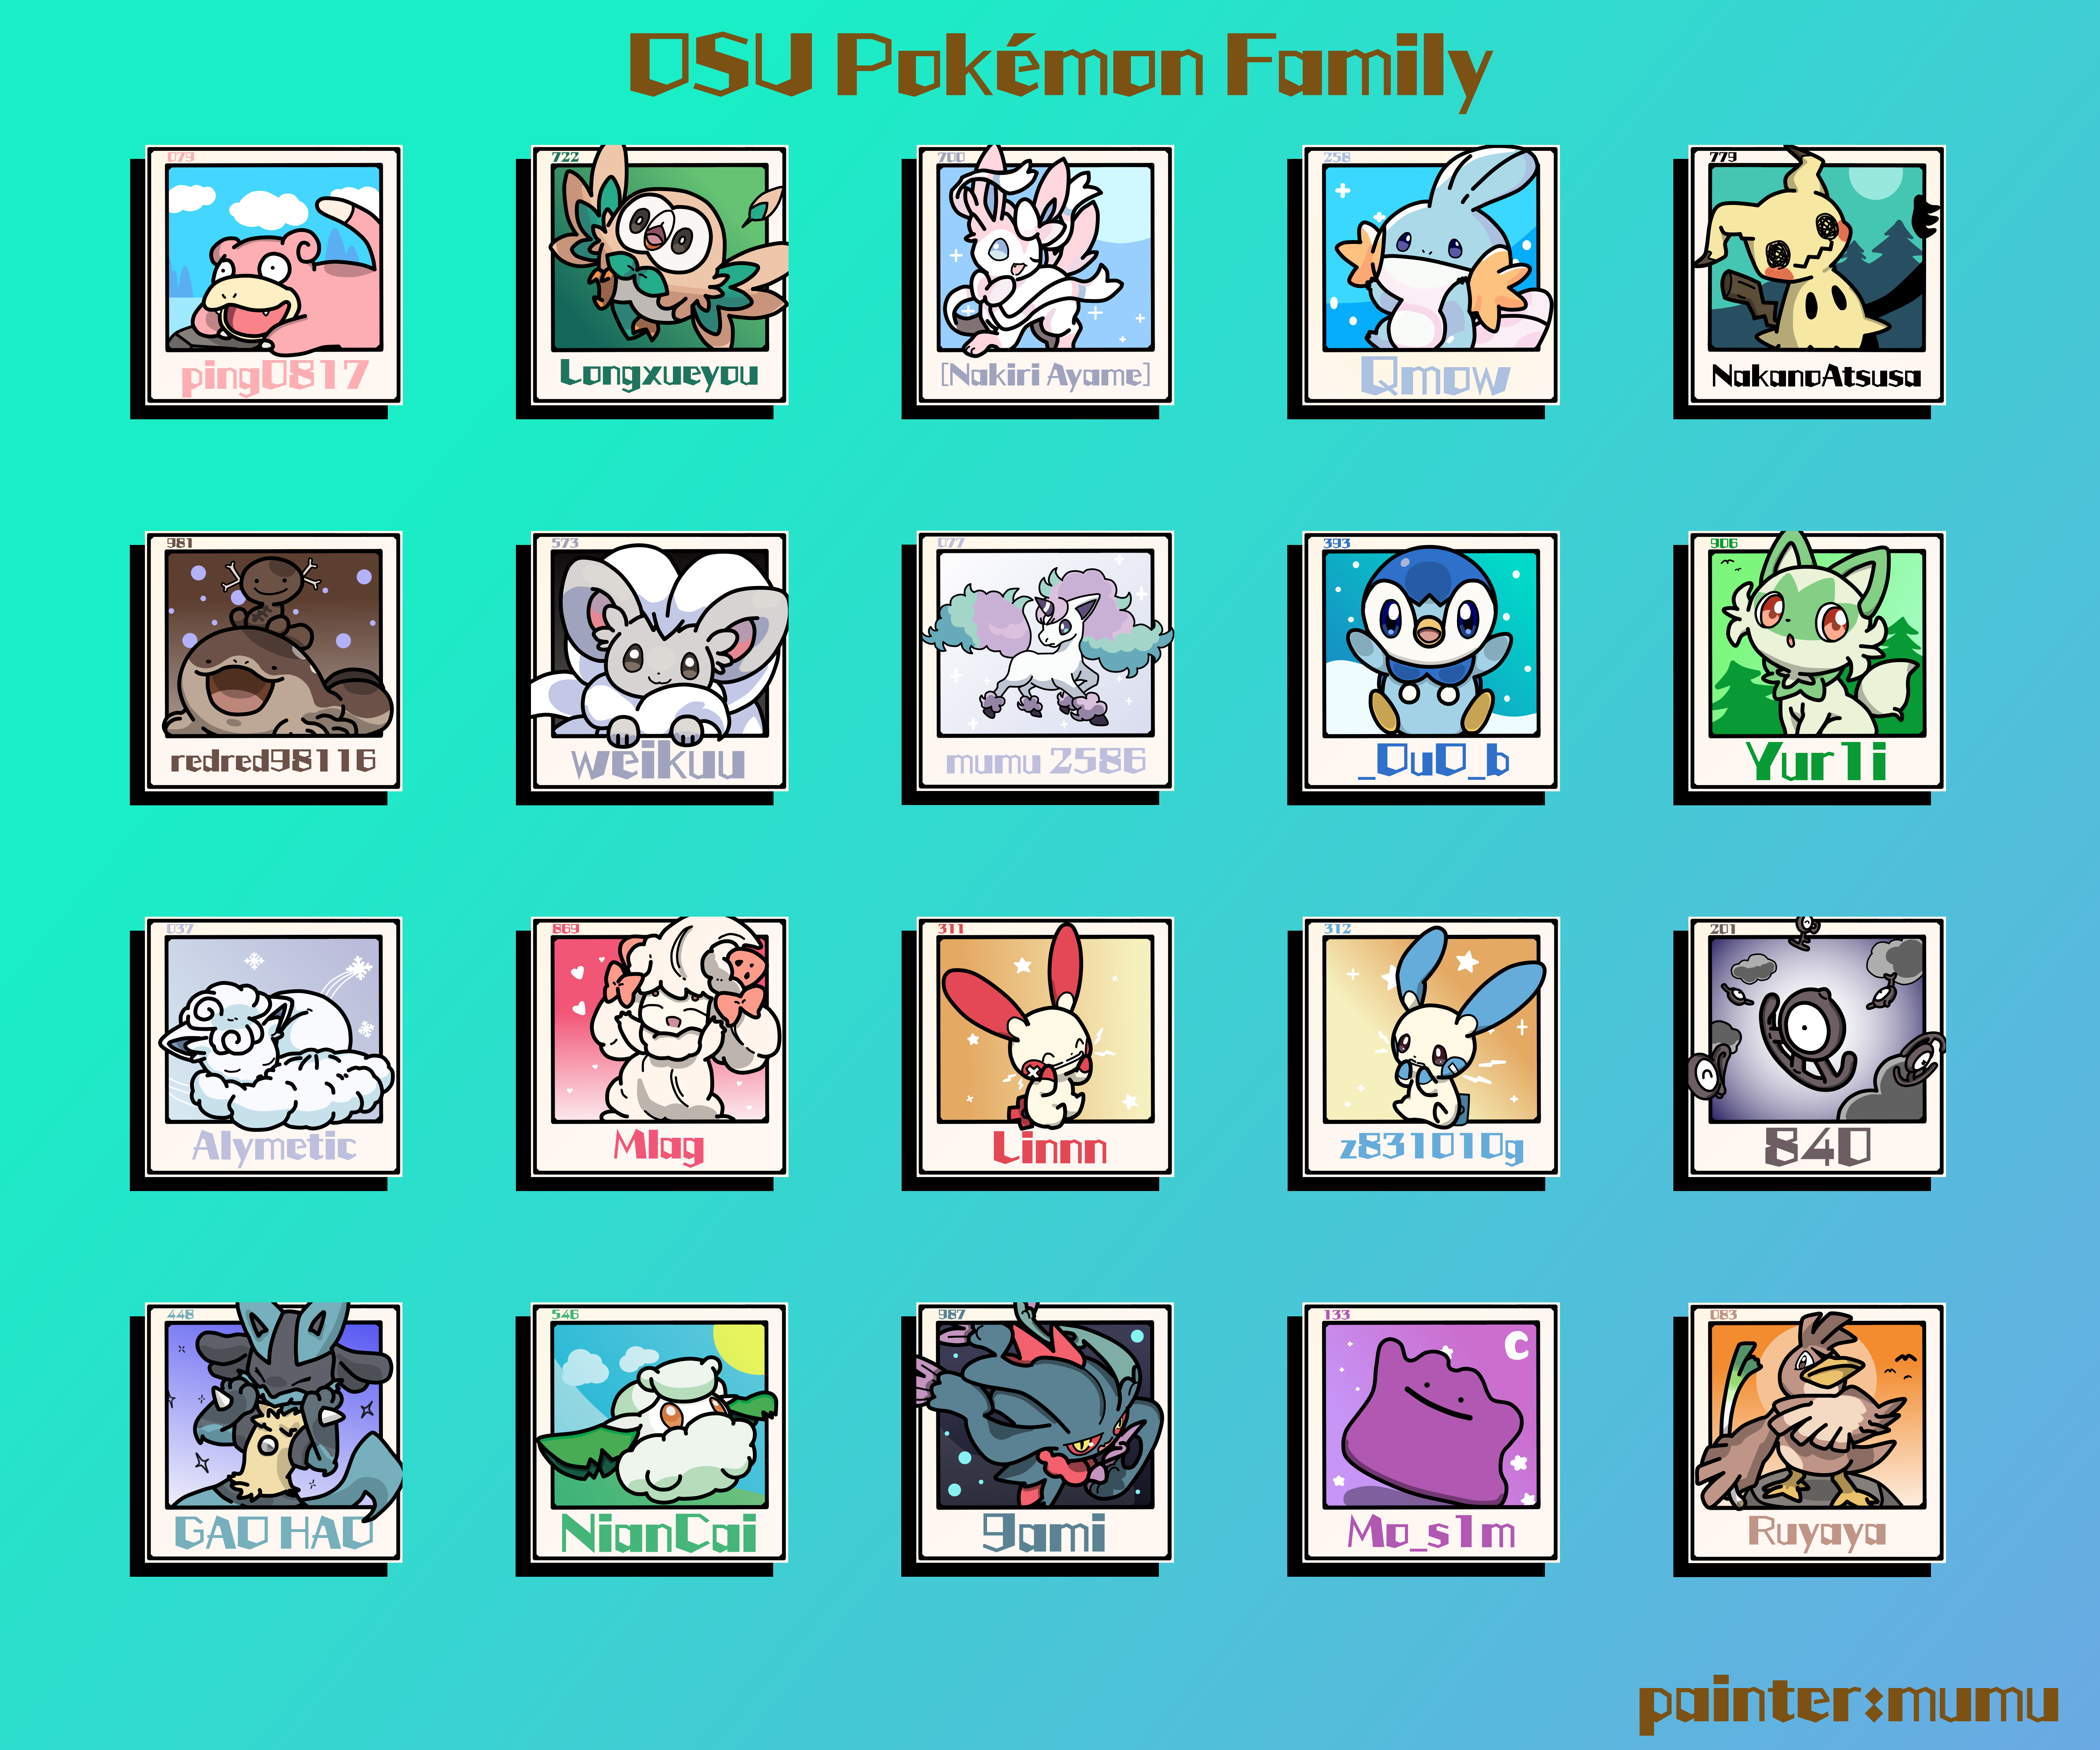 OSU Pokémon Family
079
ping0817
722
Longxueyou
700
[Nakiri Ayame]
258
Qmow
779
NakanoAtsusa
981
redred98116
573
weikuu
077
mumu 2586
393
_OuO_b
906
Yur1i
037
Alymetic
869
Mlag
311
Linnn
312
z831010g
201
840
448
GAO HAO
546
NianCai
987
9ami
133
C
Mo_s1m
083
Ruyaya
painter:mumu